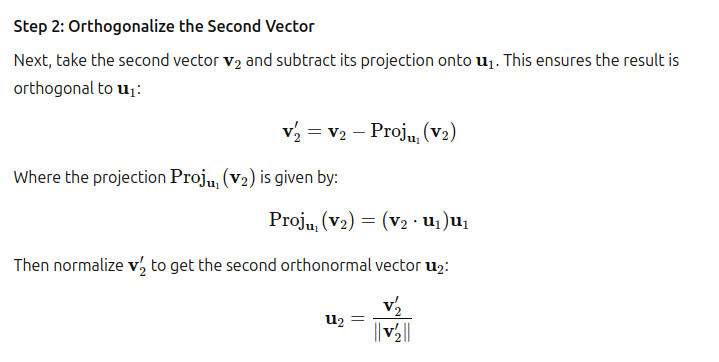 Step 2: Orthogonalize the Second Vector
Next, take the second vector v₂ and subtract its projection onto u₁. This ensures the result is
orthogonal to u₁:
v₂′ = v₂ − Proj_u₁(v₂)
Where the projection Proj_u₁(v₂) is given by:
Proj_u₁(v₂) = (v₂ · u₁)u₁
Then normalize v₂′ to get the second orthonormal vector u₂:
u₂ = v₂′ / ‖v₂′‖